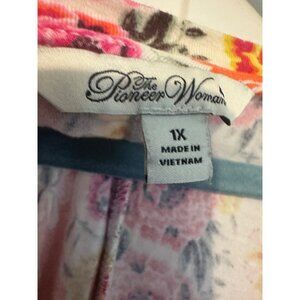 The
Pioneer Woman
1X
MADE IN
VIETNAM